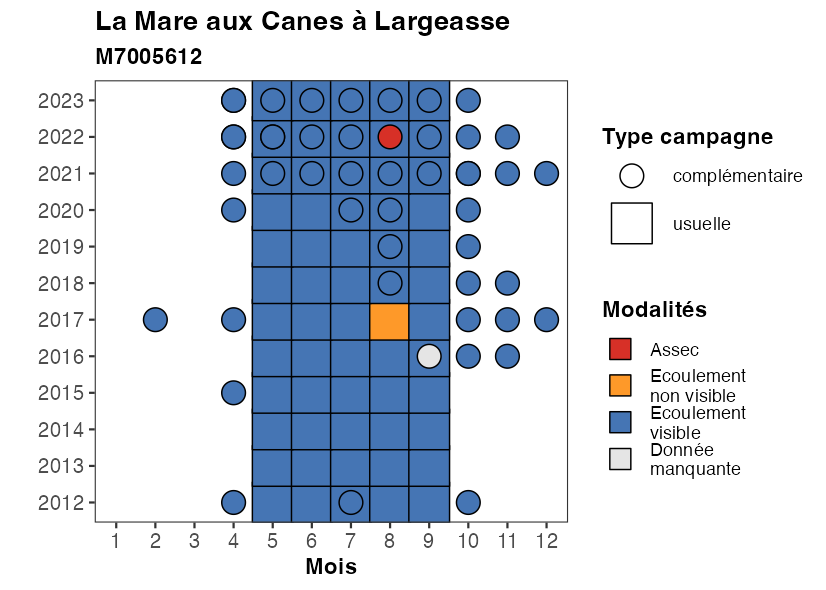 La Mare aux Canes à Largeasse
M7005612
2023
2022
2021
2020
2019
2018
2017
2016
2015
2014
2013
2012
1 2 3 4 5 6 7 8 9 10 11 12
Mois
Type campagne
complémentaire
usuelle
Modalités
Assec
Ecoulement
non visible
Ecoulement
visible
Donnée
manquante